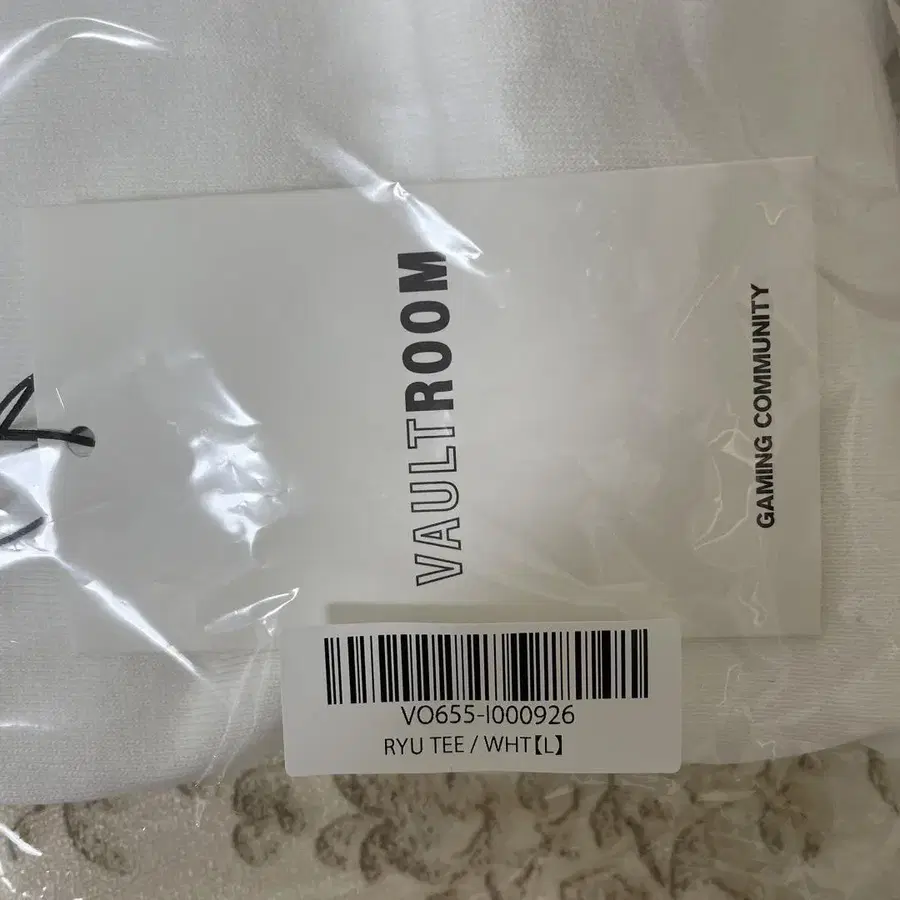 VAULTROOM
GAMING COMMUNITY
VO655-I000926
RYU TEE / WHT【L】